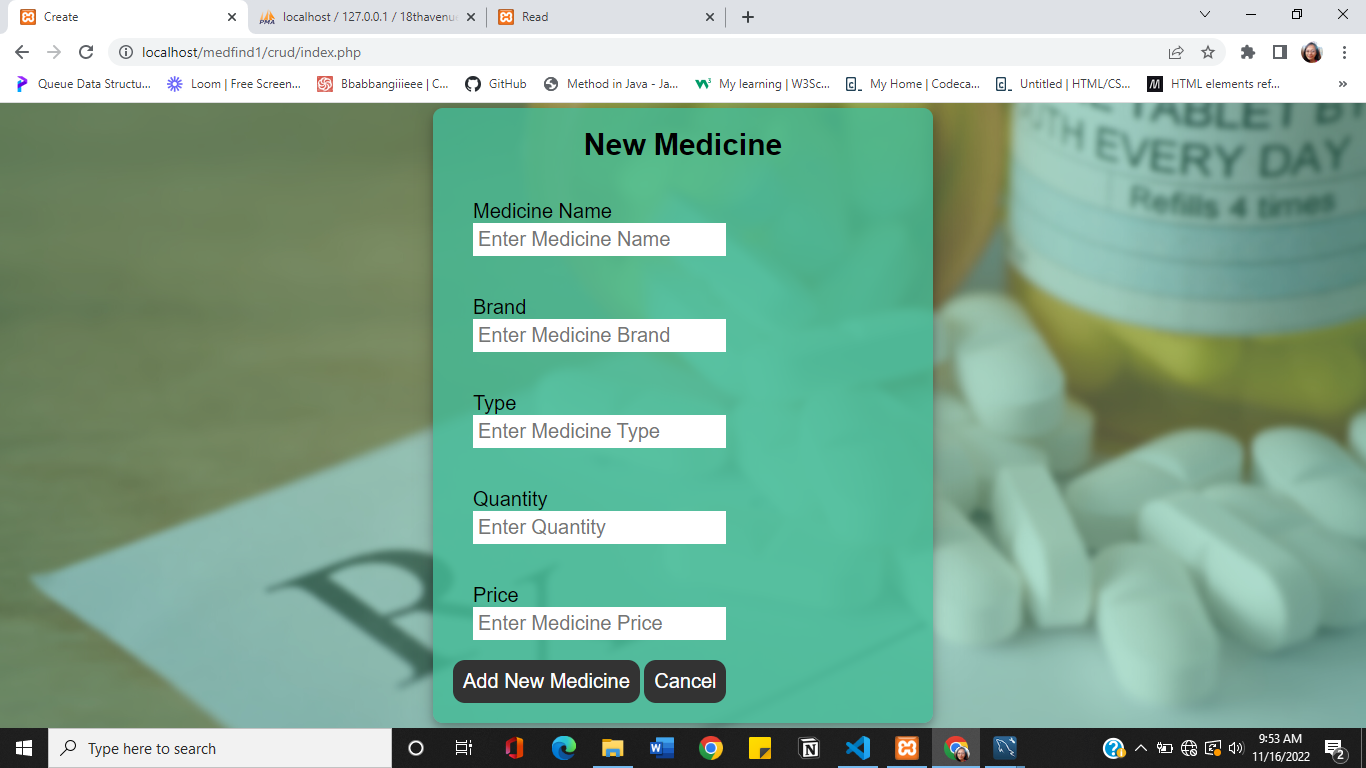 Create
PMA
localhost / 127.0.0.1 / 18thavenu
Read
localhost/medfind1/crud/index.php
Queue Data Structu...
Loom | Free Screen...
Bbabbangiiieee | C...
GitHub
Method in Java - Ja...
My learning | W3Sc...
My Home | Codeca...
Untitled | HTML/CS...
HTML elements ref...
»
TABLET BY
MOUTH EVERY DAY
Refills 4 times
New Medicine
Medicine Name
Enter Medicine Name
Brand
Enter Medicine Brand
Type
Enter Medicine Type
Quantity
Enter Quantity
Price
Enter Medicine Price
Add New Medicine Cancel
Type here to search
9:53 AM
11/16/2022
2